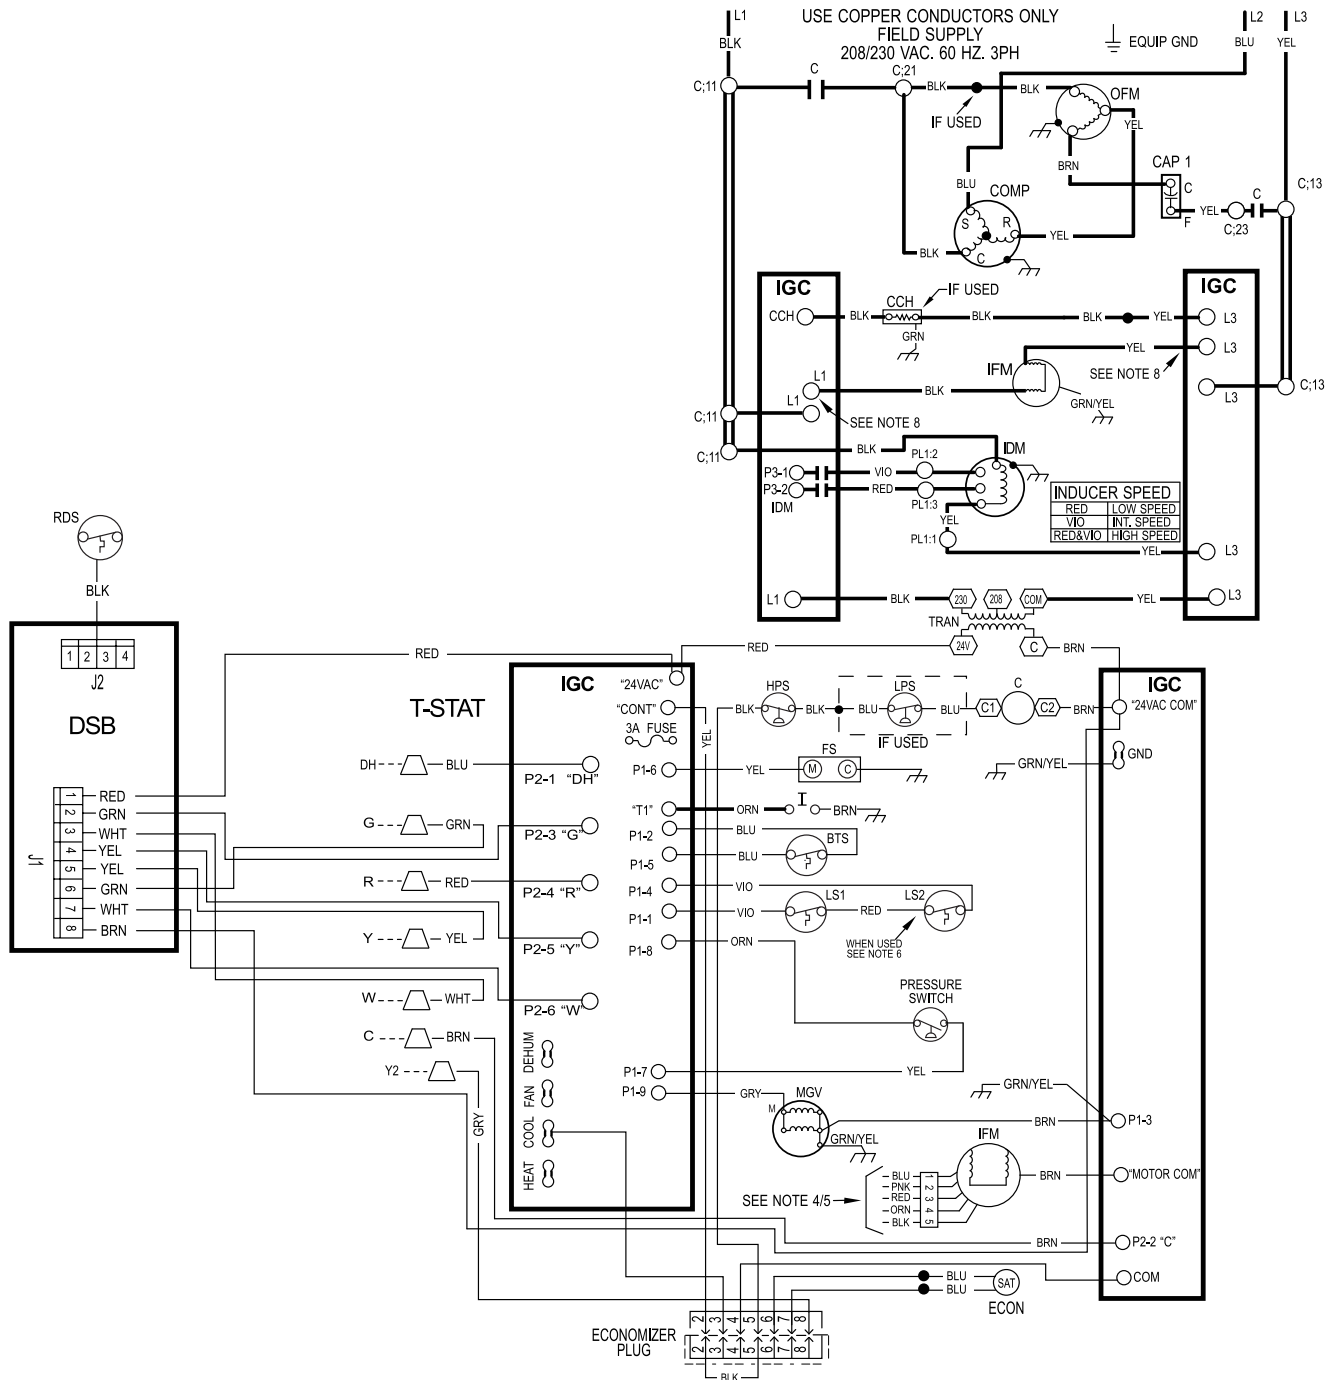 L1
USE COPPER CONDUCTORS ONLY
FIELD SUPPLY
208/230 VAC. 60 HZ. 3PH
EQUIP GND
L2
L3
BLK
BLU
YEL
C;11
C
C;21
BLK
BLK
OFM
IF USED
YEL
BRN
CAP 1
C
F
YEL
C
C;13
C;23
BLU
COMP
S
R
C
YEL
BLK
IGC
IGC
CCH
BLK
CCH
IF USED
BLK
BLK
YEL
L3
GRN
YEL
L3
SEE NOTE 8
L1
BLK
IFM
GRN/YEL
L3
C;13
C;11
L1
SEE NOTE 8
C;11
BLK
IDM
P3-1
VIO
PL1:2
P3-2
RED
PL1:3
IDM
INDUCER SPEED
RED LOW SPEED
VIO INT. SPEED
RED&VIO HIGH SPEED
YEL
PL1:1
YEL
L3
L1
BLK
230
208
COM
YEL
L3
TRAN
24V
C
RED
BRN
RDS
BLK
1 2 3 4
J2
DSB
RED
T-STAT
IGC
"24VAC"
"CONT"
3A FUSE
YEL
BLK
HPS
BLK
BLU
LPS
BLU
IF USED
C1
C
C2
BRN
IGC
"24VAC COM"
GND
GRN/YEL
DH
BLU
P2-1 "DH"
P1-6
YEL
FS
M
C
"T1"
ORN
I
BRN
J1
1 RED
2 GRN
3 WHT
4 YEL
5 YEL
6 GRN
7 WHT
8 BRN
G
GRN
P2-3 "G"
P1-2
BLU
BTS
P1-5
BLU
R
RED
P2-4 "R"
P1-4
VIO
P1-1
VIO
LS1
RED
LS2
WHEN USED
SEE NOTE 6
Y
YEL
P2-5 "Y"
P1-8
ORN
PRESSURE
SWITCH
W
WHT
P2-6 "W"
C
BRN
DEHUM
Y2
P1-7
YEL
FAN
P1-9
GRY
MGV
M
GRN/YEL
GRN/YEL
BRN
P1-3
GRY
COOL
HEAT
IFM
BRN
"MOTOR COM"
SEE NOTE 4/5
BLU 1
PNK 2
RED 3
ORN 4
BLK 5
BRN
P2-2 "C"
COM
BLU
BLU
SAT
ECON
ECONOMIZER
PLUG
2 3 4 5 6 7 8
2 3 4 5 6 7 8
BLK